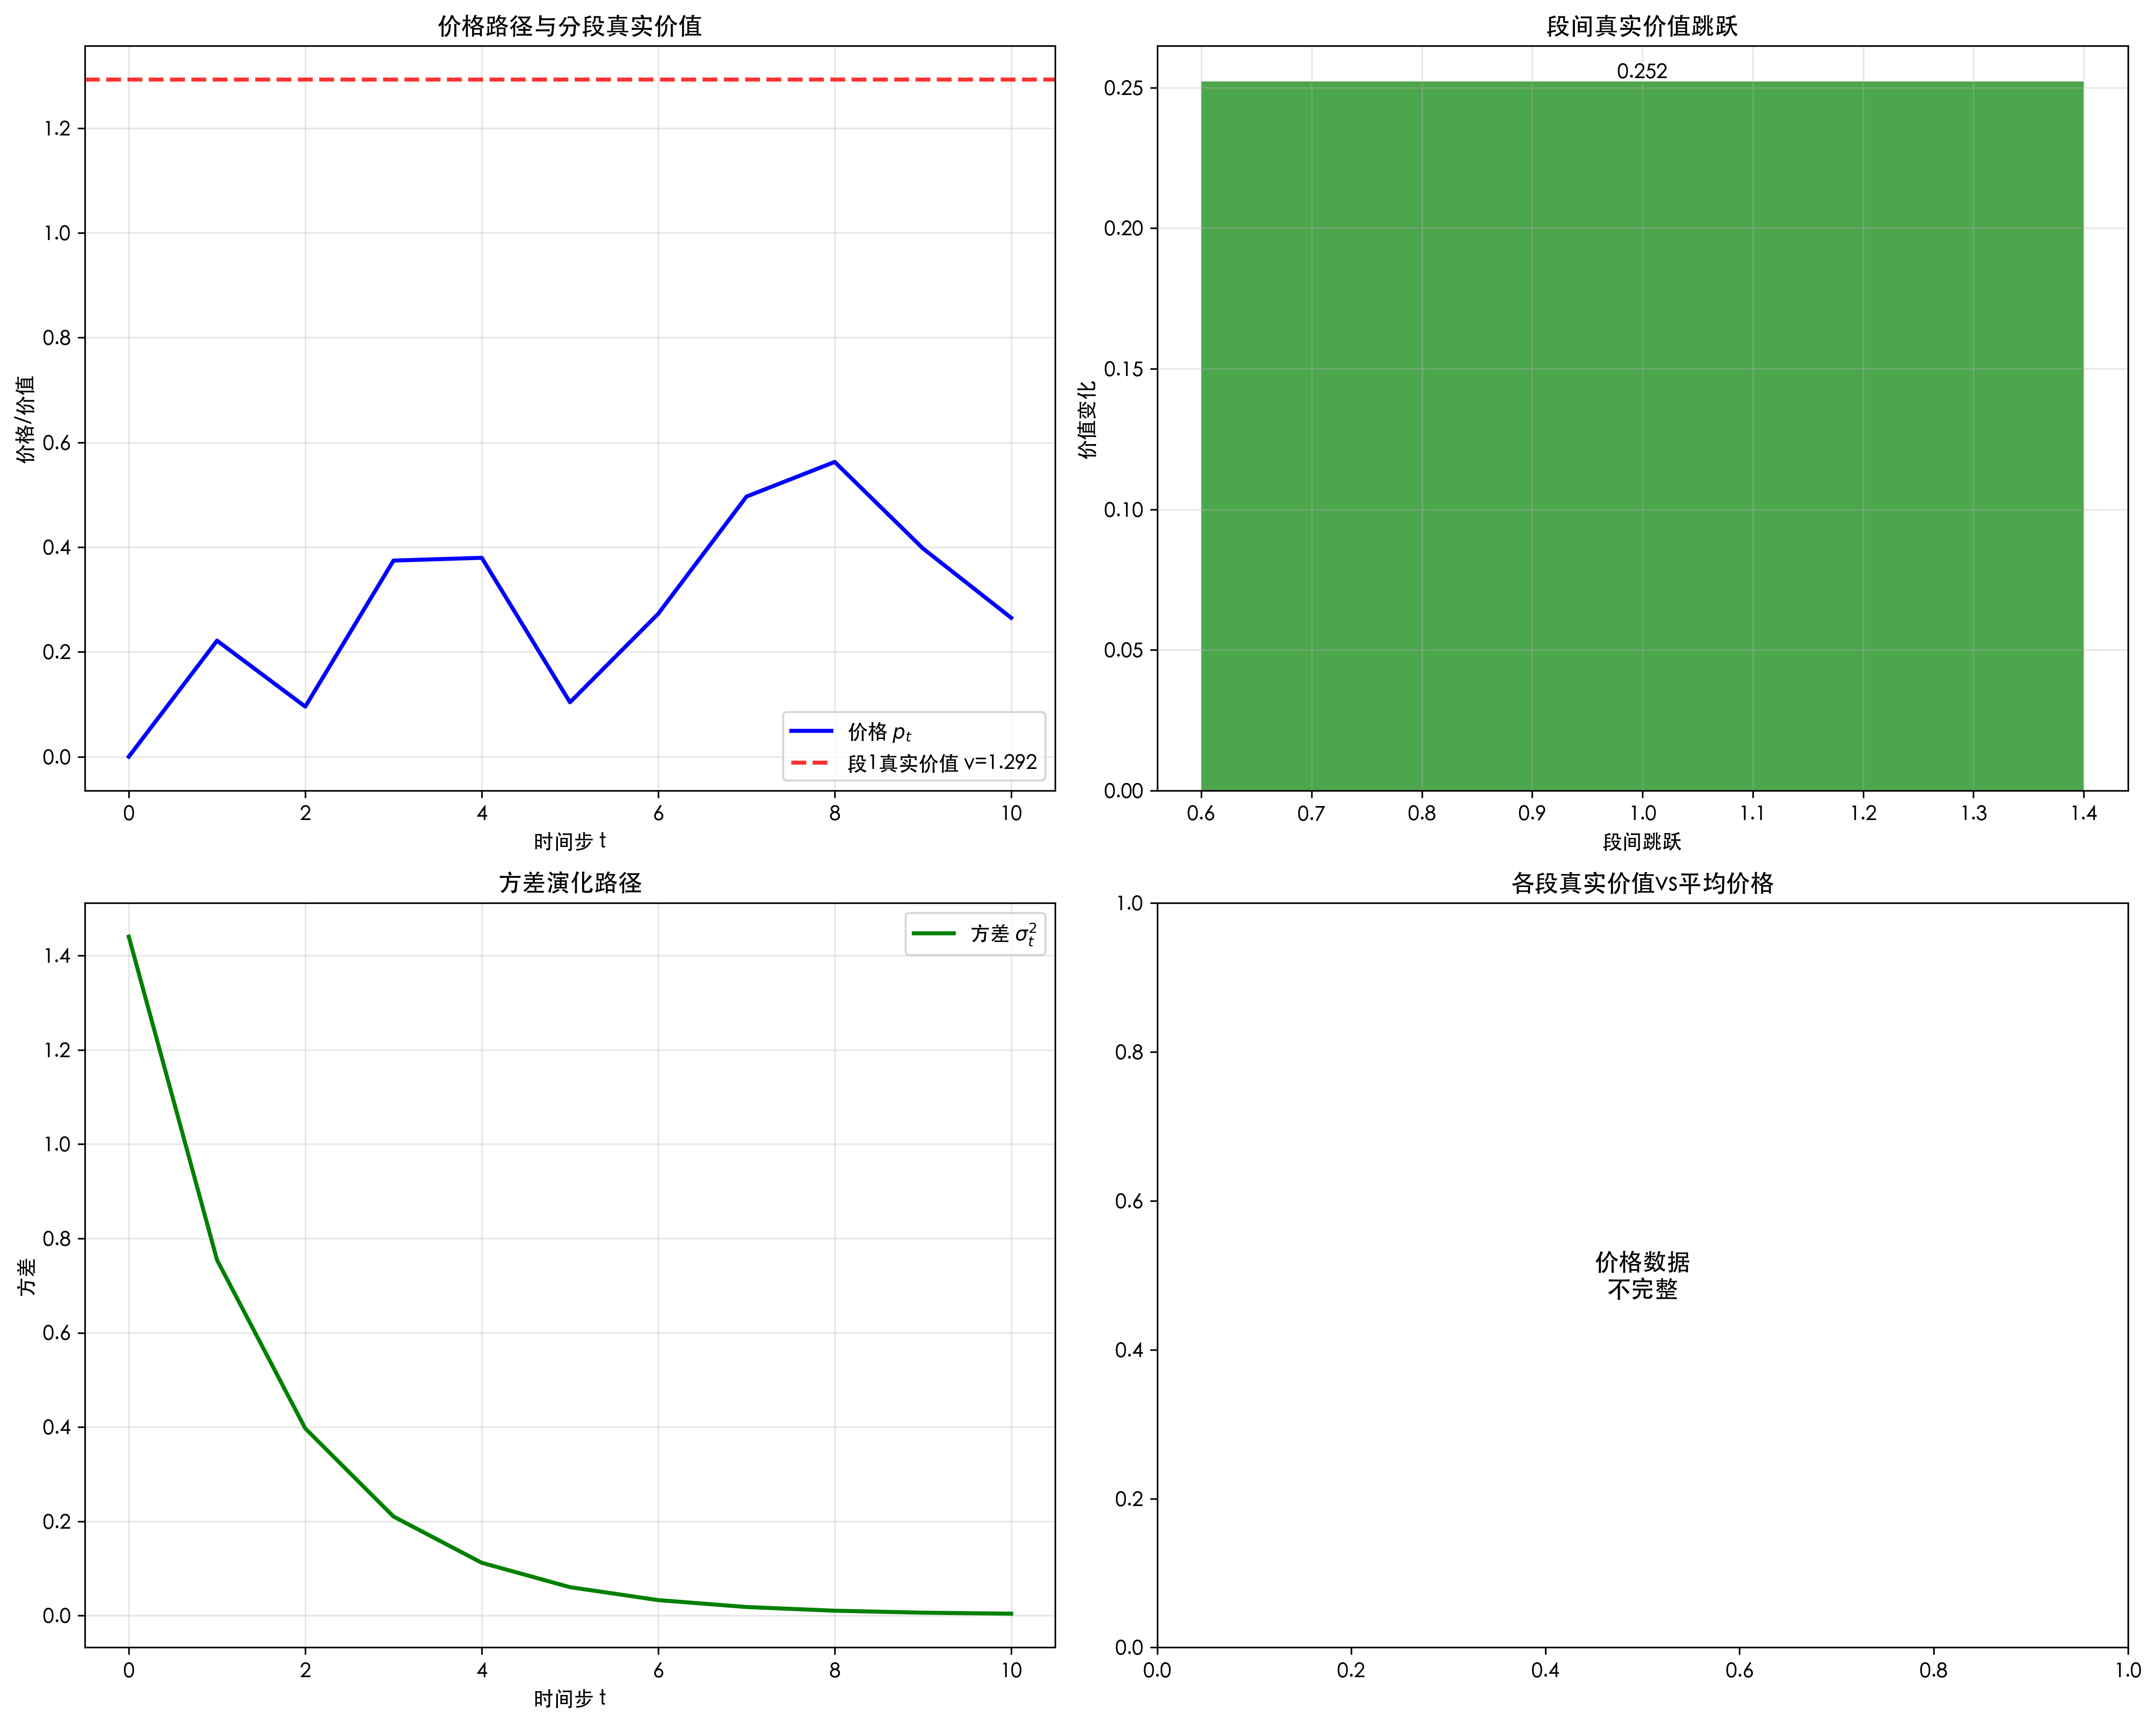 价格路径与分段真实价值
价格/价值
1.2
1.0
0.8
0.6
0.4
0.2
0.0
价格 pₜ
段1真实价值 v=1.292
0 2 4 6 8 10
时间步 t
段间真实价值跳跃
价值变化
0.252
0.25
0.20
0.15
0.10
0.05
0.00
0.6 0.7 0.8 0.9 1.0 1.1 1.2 1.3 1.4
段间跳跃
方差演化路径
方差
方差 σ²ₜ
1.4
1.2
1.0
0.8
0.6
0.4
0.2
0.0
0 2 4 6 8 10
时间步 t
各段真实价值vs平均价格
1.0
0.8
0.6
0.4
0.2
0.0
价格数据
不完整
0.0 0.2 0.4 0.6 0.8 1.0